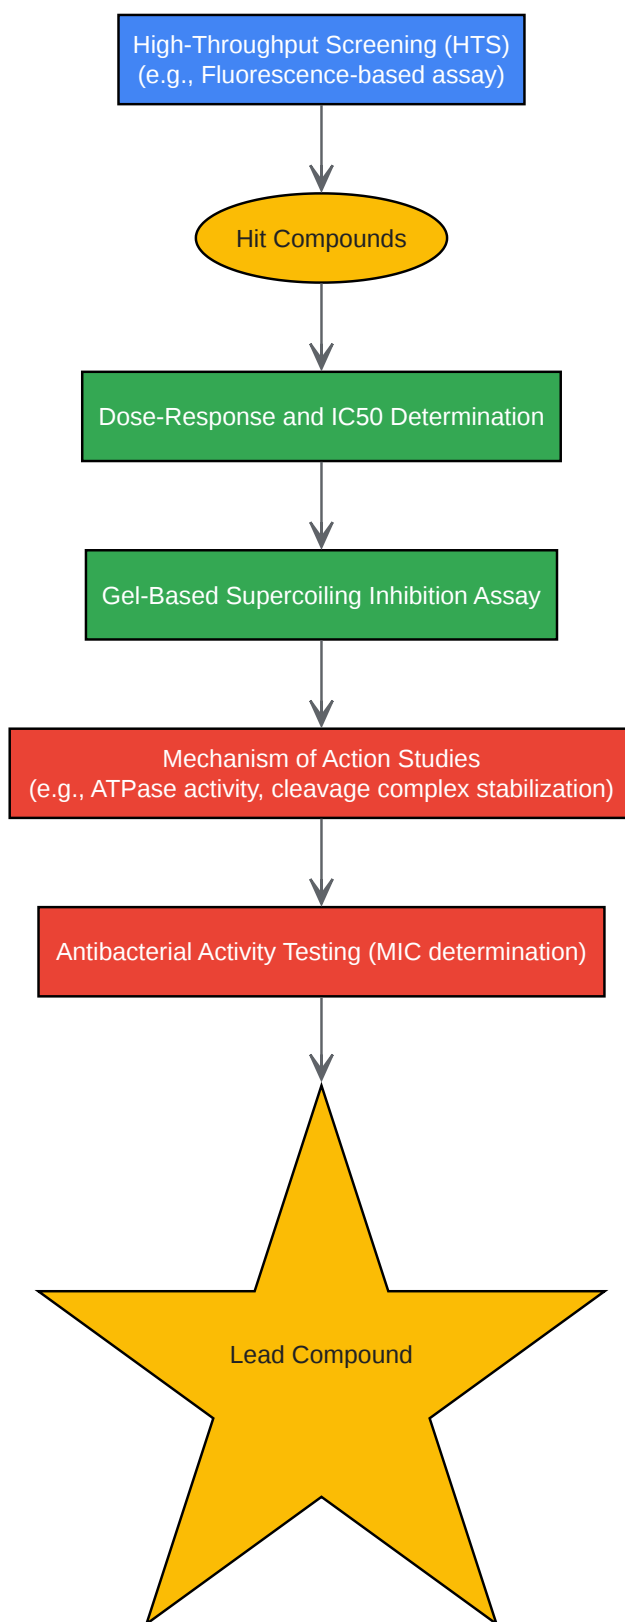 High-Throughput Screening (HTS)
(e.g., Fluorescence-based assay)
Hit Compounds
Dose-Response and IC50 Determination
Gel-Based Supercoiling Inhibition Assay
Mechanism of Action Studies
(e.g., ATPase activity, cleavage complex stabilization)
Antibacterial Activity Testing (MIC determination)
Lead Compound